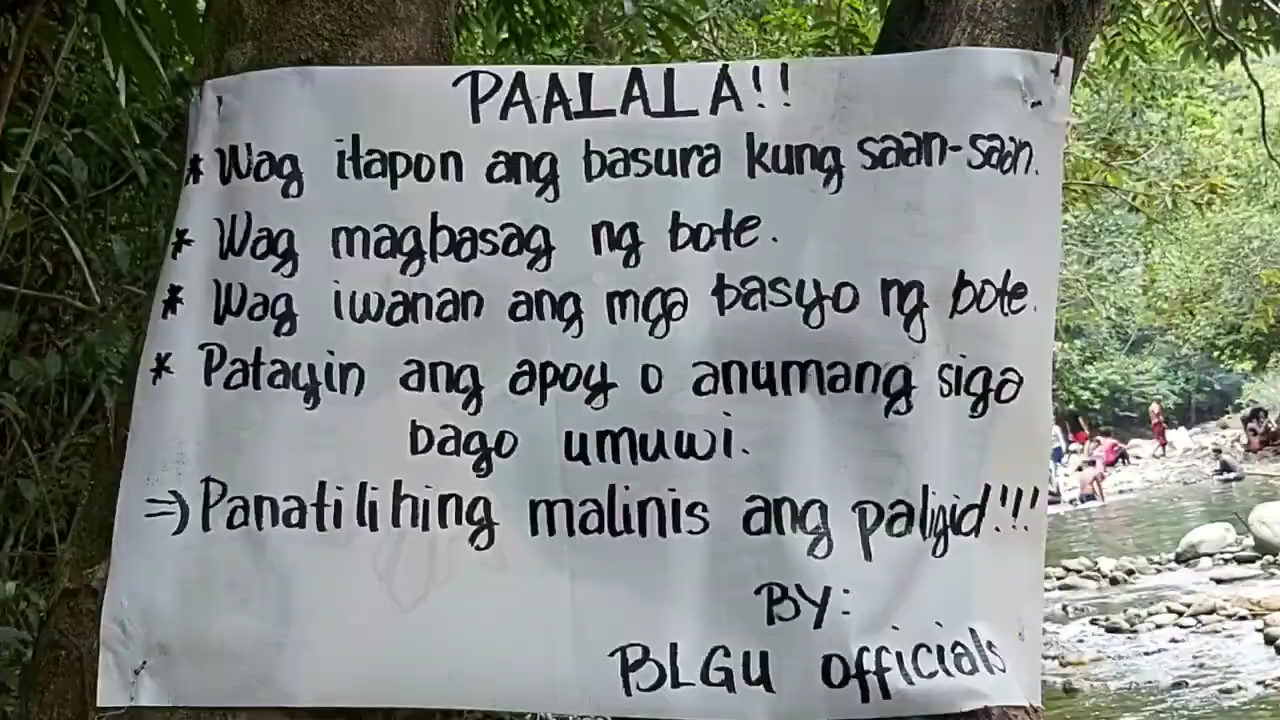 PAALALA!!
* Wag itapon ang basura kung saan-saan.
* Wag magbasag ng bote.
* Wag iwanan ang mga basyo ng bote.
* Patayin ang apoy o anumang siga
bago umuwi.
⇒ Panatilihing malinis ang paligid!!!
BY:
BLGU officials